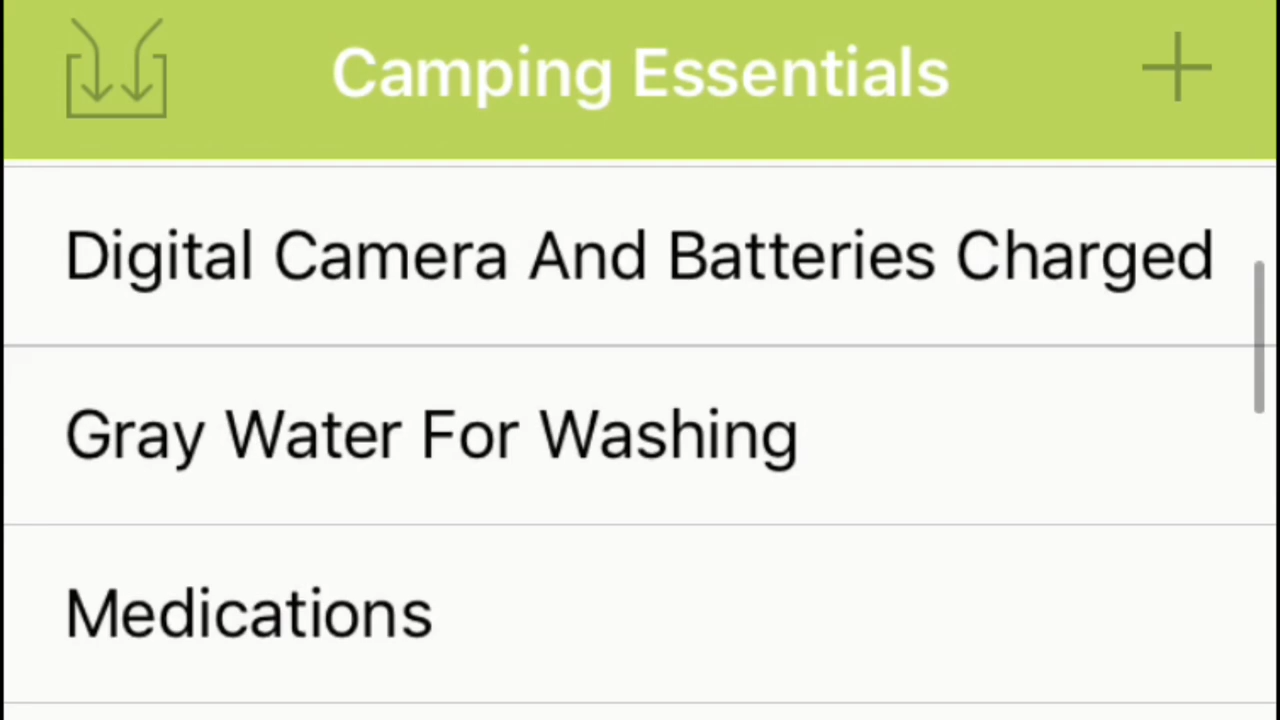 Camping Essentials
Digital Camera And Batteries Charged
Gray Water For Washing
Medications